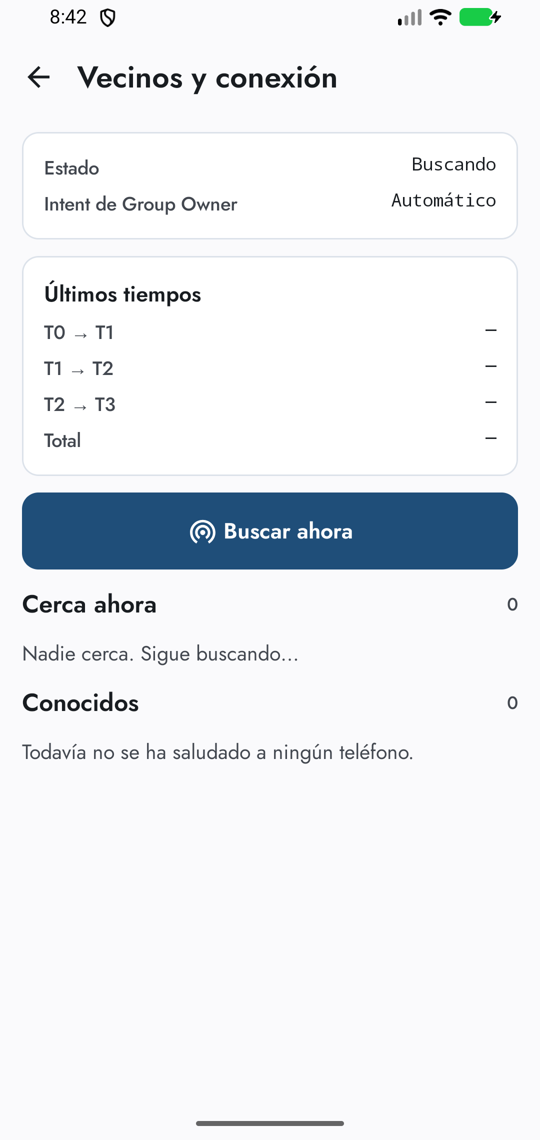 8:42
Vecinos y conexión
Estado Buscando
Intent de Group Owner Automático
Últimos tiempos
T0 → T1 —
T1 → T2 —
T2 → T3 —
Total —
Buscar ahora
Cerca ahora 0
Nadie cerca. Sigue buscando...
Conocidos 0
Todavía no se ha saludado a ningún teléfono.